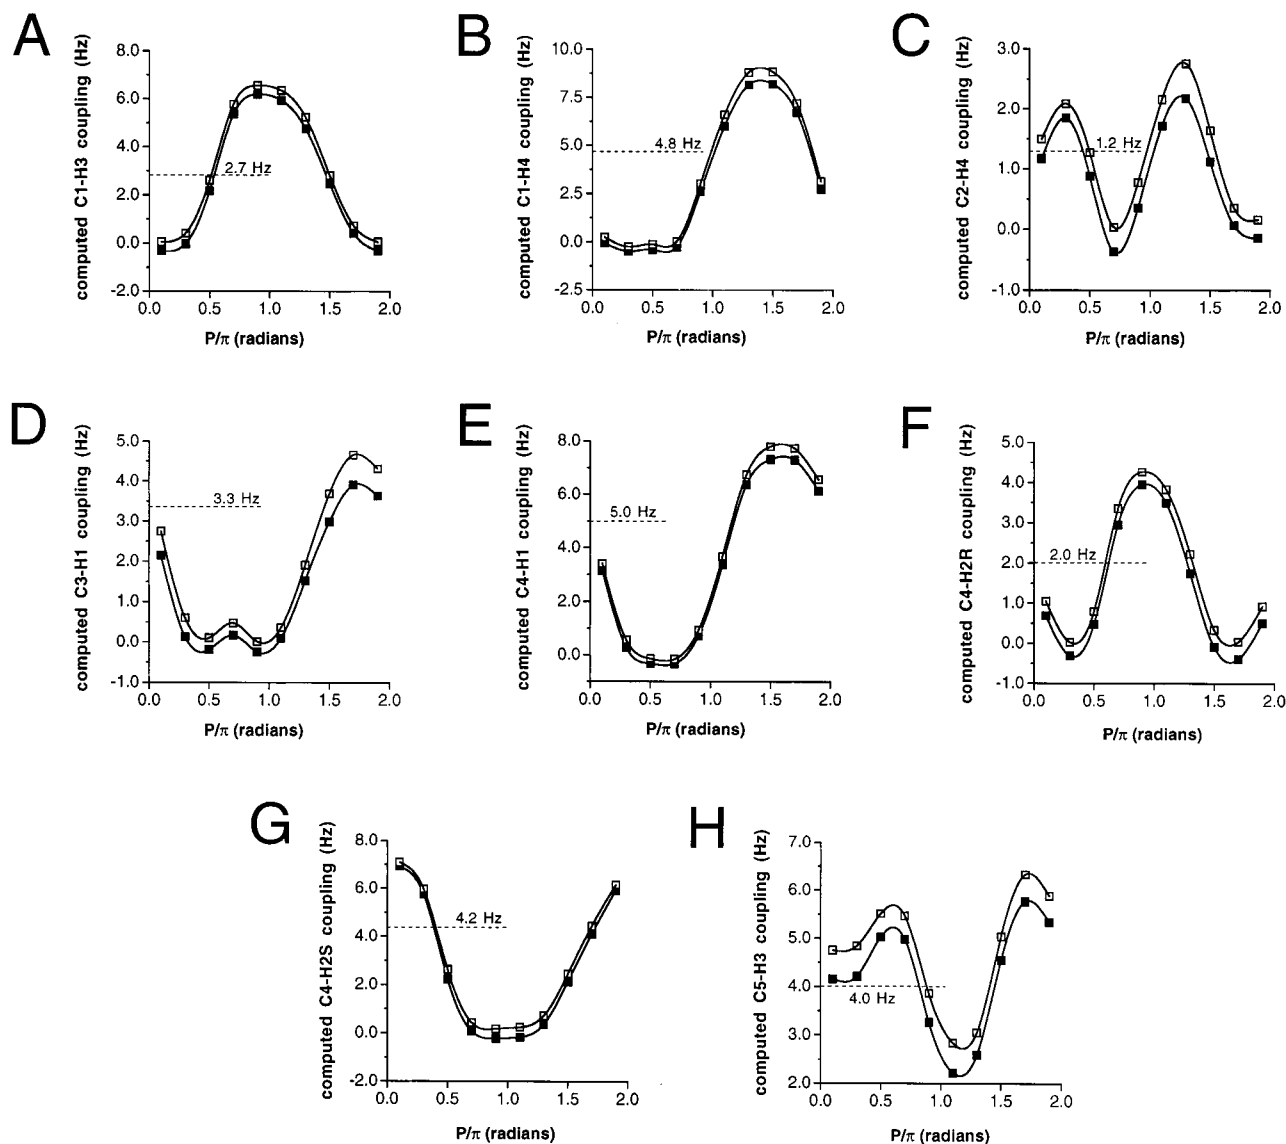 A
computed C1-H3 coupling (Hz)
8.0
6.0
4.0
2.0
0.0
-2.0
2.7 Hz
0.0 0.5 1.0 1.5 2.0
P/π (radians)
B
computed C1-H4 coupling (Hz)
10.0
7.5
5.0
2.5
0.0
-2.5
4.8 Hz
0.0 0.5 1.0 1.5 2.0
P/π (radians)
C
computed C2-H4 coupling (Hz)
3.0
2.0
1.0
0.0
-1.0
1.2 Hz
0.0 0.5 1.0 1.5 2.0
P/π (radians)
D
computed C3-H1 coupling (Hz)
5.0
4.0
3.0
2.0
1.0
0.0
-1.0
3.3 Hz
0.0 0.5 1.0 1.5 2.0
P/π (radians)
E
computed C4-H1 coupling (Hz)
8.0
6.0
4.0
2.0
0.0
5.0 Hz
0.0 0.5 1.0 1.5 2.0
P/π (radians)
F
computed C4-H2R coupling (Hz)
5.0
4.0
3.0
2.0
1.0
0.0
-1.0
2.0 Hz
0.0 0.5 1.0 1.5 2.0
P/π (radians)
G
computed C4-H2S coupling (Hz)
8.0
6.0
4.0
2.0
0.0
-2.0
4.2 Hz
0.0 0.5 1.0 1.5 2.0
P/π (radians)
H
computed C5-H3 coupling (Hz)
7.0
6.0
5.0
4.0
3.0
2.0
4.0 Hz
0.0 0.5 1.0 1.5 2.0
P/π (radians)